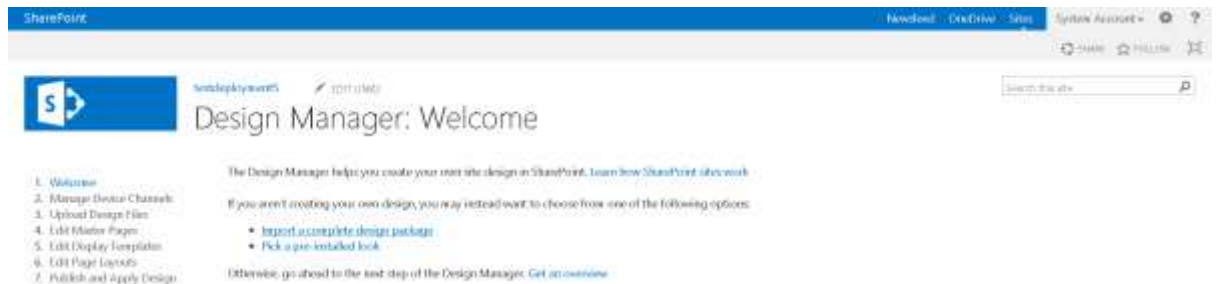 SharePoint
Newsfeed OneDrive Sites System Account ?
SHARE FOLLOW
S
testdeployment5 EDIT LINKS
Search this site
Design Manager: Welcome
The Design Manager helps you create your own site design in SharePoint. Learn how SharePoint sites work
1. Welcome
2. Manage Device Channels
3. Upload Design Files
4. Edit Master Pages
5. Edit Display Templates
6. Edit Page Layouts
7. Publish and Apply Design
If you aren't creating your own design, you may instead want to choose from one of the following options:
Import a complete design package
Pick a pre-installed look
Otherwise, go ahead to the next step of the Design Manager. Get an overview